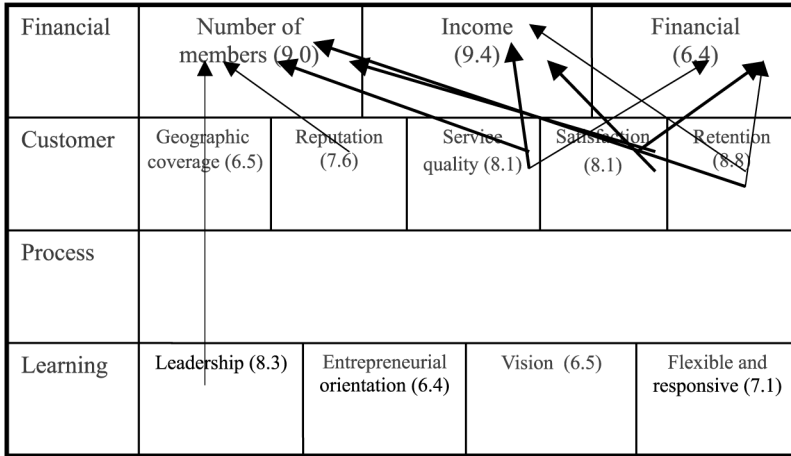 Financial
Number of
members (9.0)
Income
(9.4)
Financial
(6.4)
Customer
Geographic
coverage (6.5)
Reputation
(7.6)
Service
quality (8.1)
Satisfaction
(8.1)
Retention
(8.8)
Process
Learning
Leadership (8.3)
Entrepreneurial
orientation (6.4)
Vision (6.5)
Flexible and
responsive (7.1)